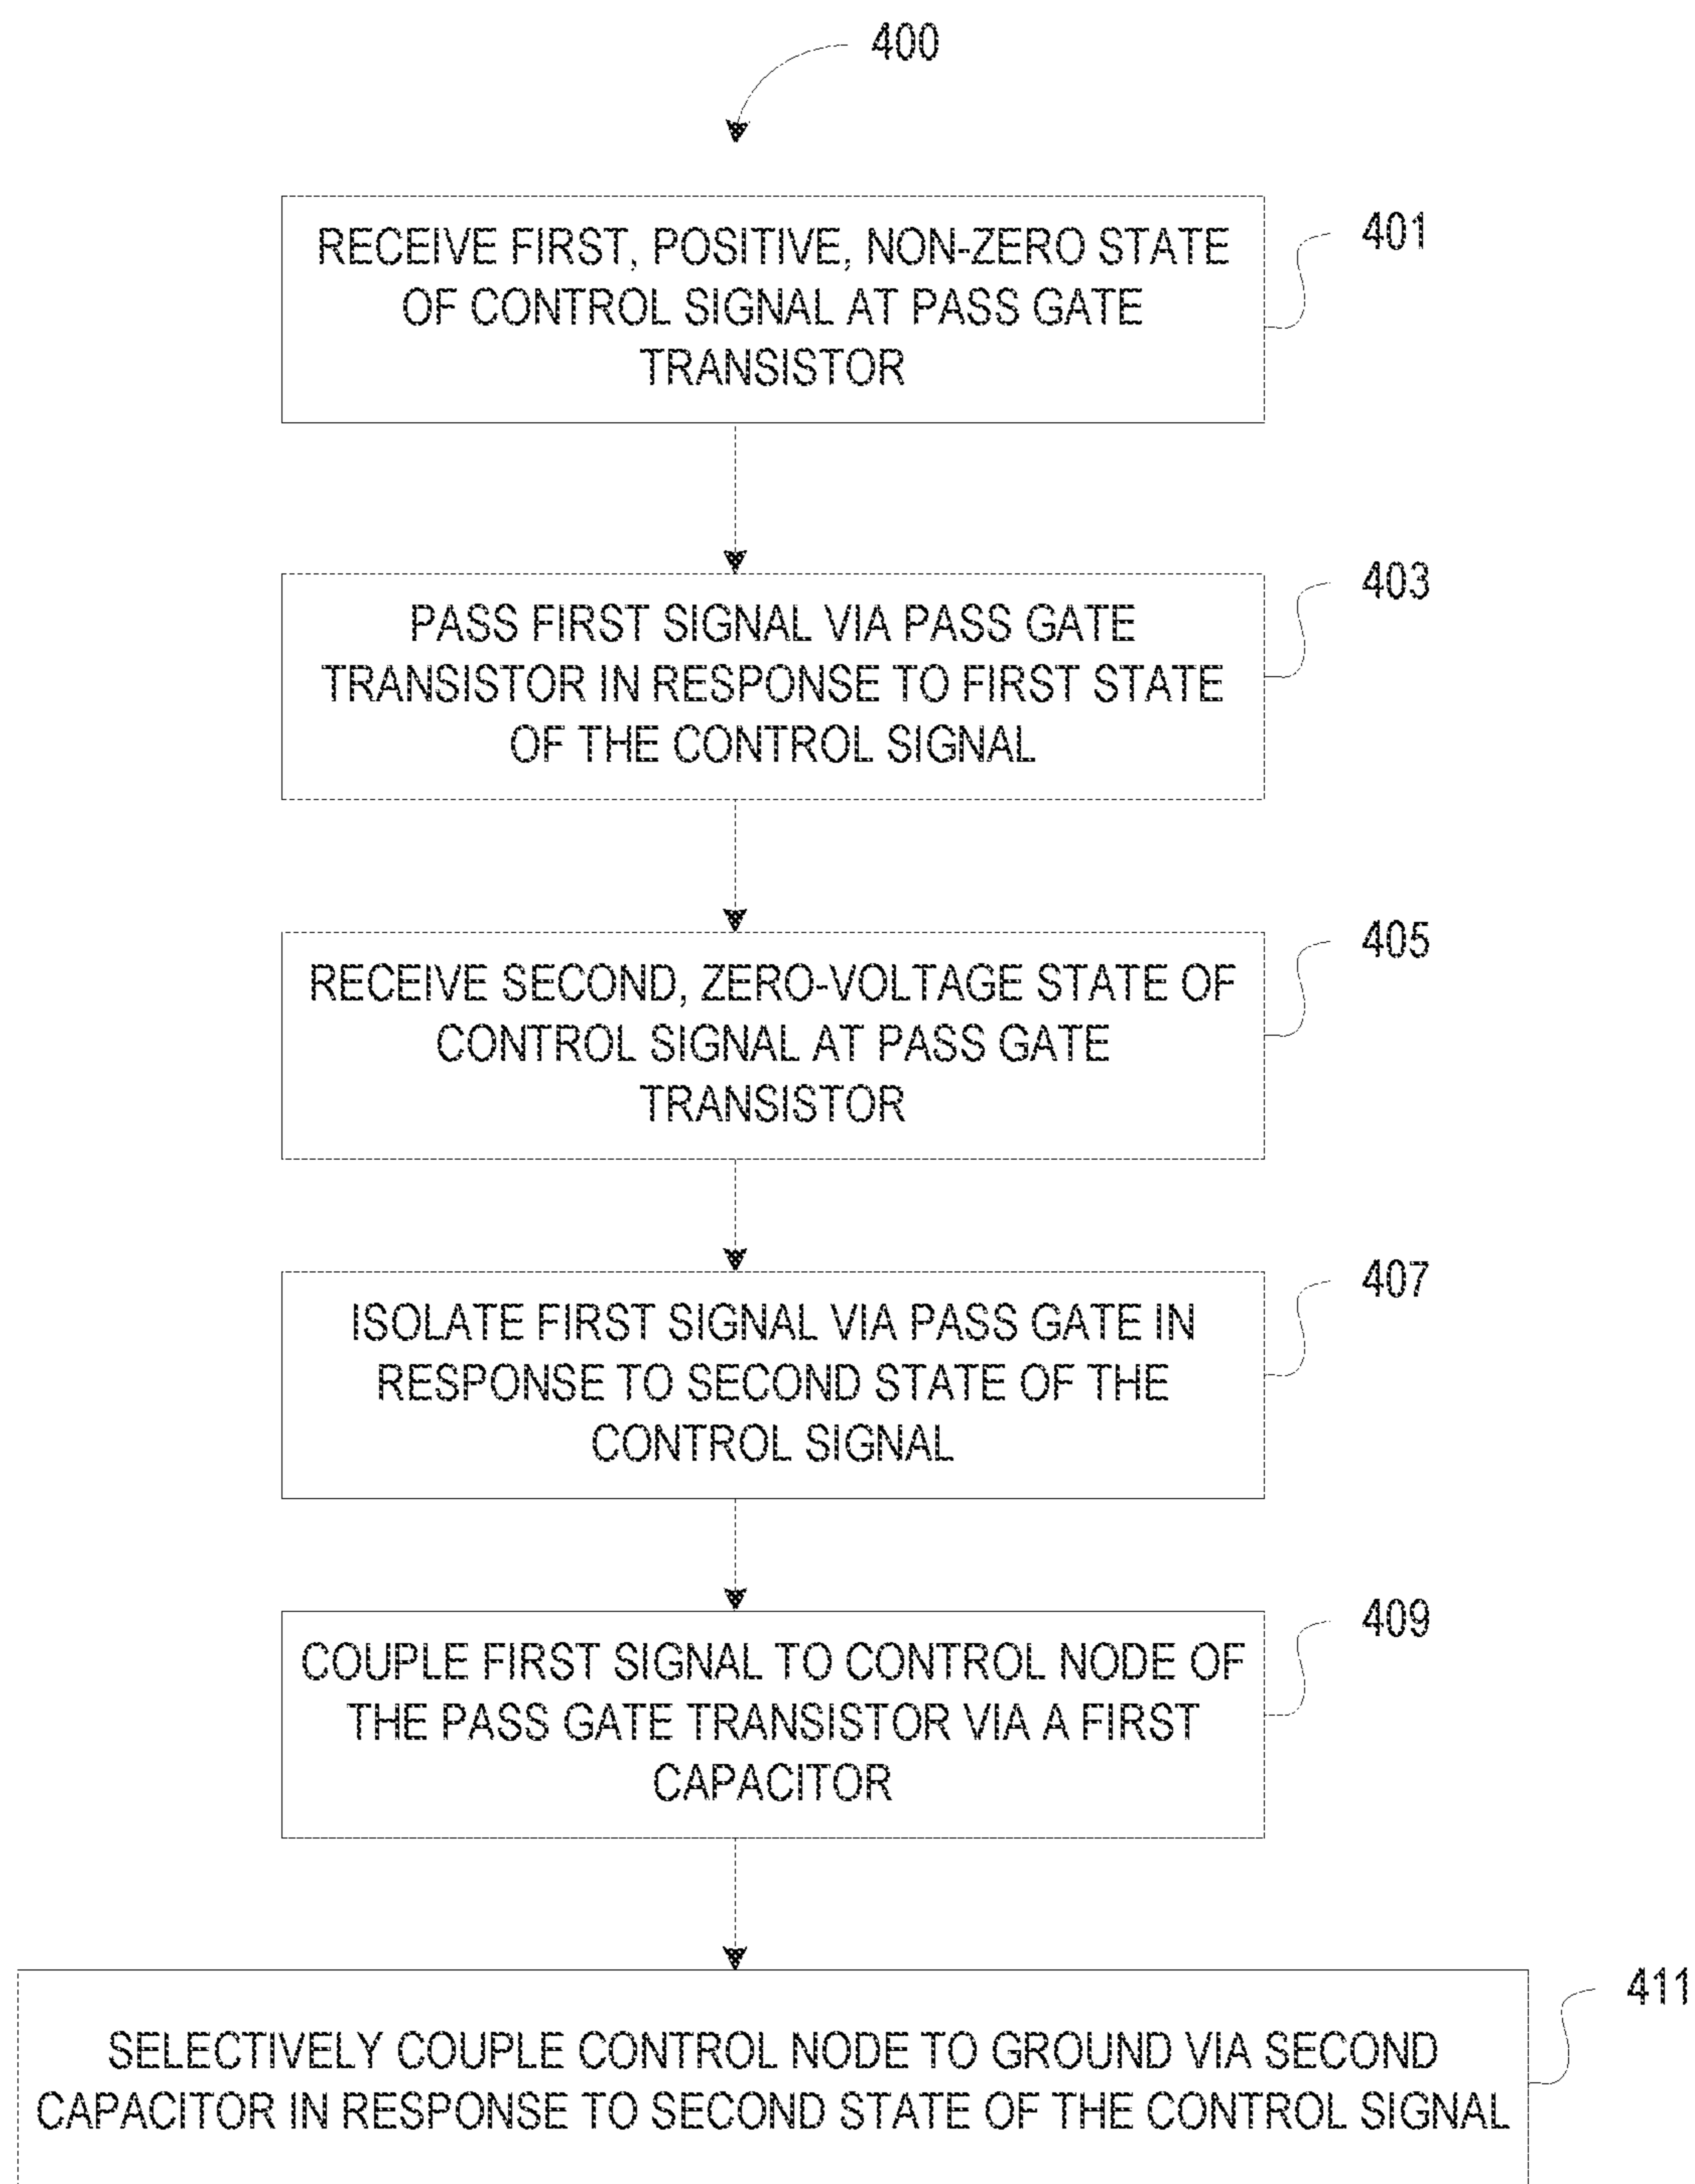 400
RECEIVE FIRST, POSITIVE, NON-ZERO STATE
OF CONTROL SIGNAL AT PASS GATE
TRANSISTOR
401
PASS FIRST SIGNAL VIA PASS GATE
TRANSISTOR IN RESPONSE TO FIRST STATE
OF THE CONTROL SIGNAL
403
RECEIVE SECOND, ZERO-VOLTAGE STATE OF
CONTROL SIGNAL AT PASS GATE
TRANSISTOR
405
ISOLATE FIRST SIGNAL VIA PASS GATE IN
RESPONSE TO SECOND STATE OF THE
CONTROL SIGNAL
407
COUPLE FIRST SIGNAL TO CONTROL NODE OF
THE PASS GATE TRANSISTOR VIA A FIRST
CAPACITOR
409
SELECTIVELY COUPLE CONTROL NODE TO GROUND VIA SECOND
CAPACITOR IN RESPONSE TO SECOND STATE OF THE CONTROL SIGNAL
411